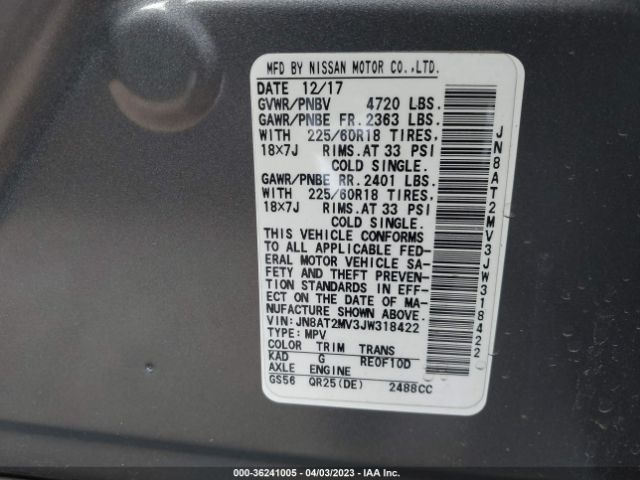 MFD BY NISSAN MOTOR CO.,LTD.
DATE 12/17
GVWR/PNBV 4720 LBS.
GAWR/PNBE FR. 2363 LBS.
WITH 225/60R18 TIRES,
18×7J RIMS.AT 33 PSI
COLD SINGLE.
GAWR/PNBE RR. 2401 LBS.
WITH 225/60R18 TIRES,
18×7J RIMS.AT 33 PSI
COLD SINGLE.
THIS VEHICLE CONFORMS
TO ALL APPLICABLE FED-
ERAL MOTOR VEHICLE SA-
FETY AND THEFT PREVEN-
TION STANDARDS IN EFF-
ECT ON THE DATE OF MA-
NUFACTURE SHOWN ABOVE.
VIN: JN8AT2MV3JW318422
TYPE: MPV
COLOR TRIM TRANS
KAD G RE0F10D
AXLE ENGINE
GS56 QR25(DE) 2488CC
JN8AT2MV3JW318422
000-36241005 - 04/03/2023 - IAA Inc.